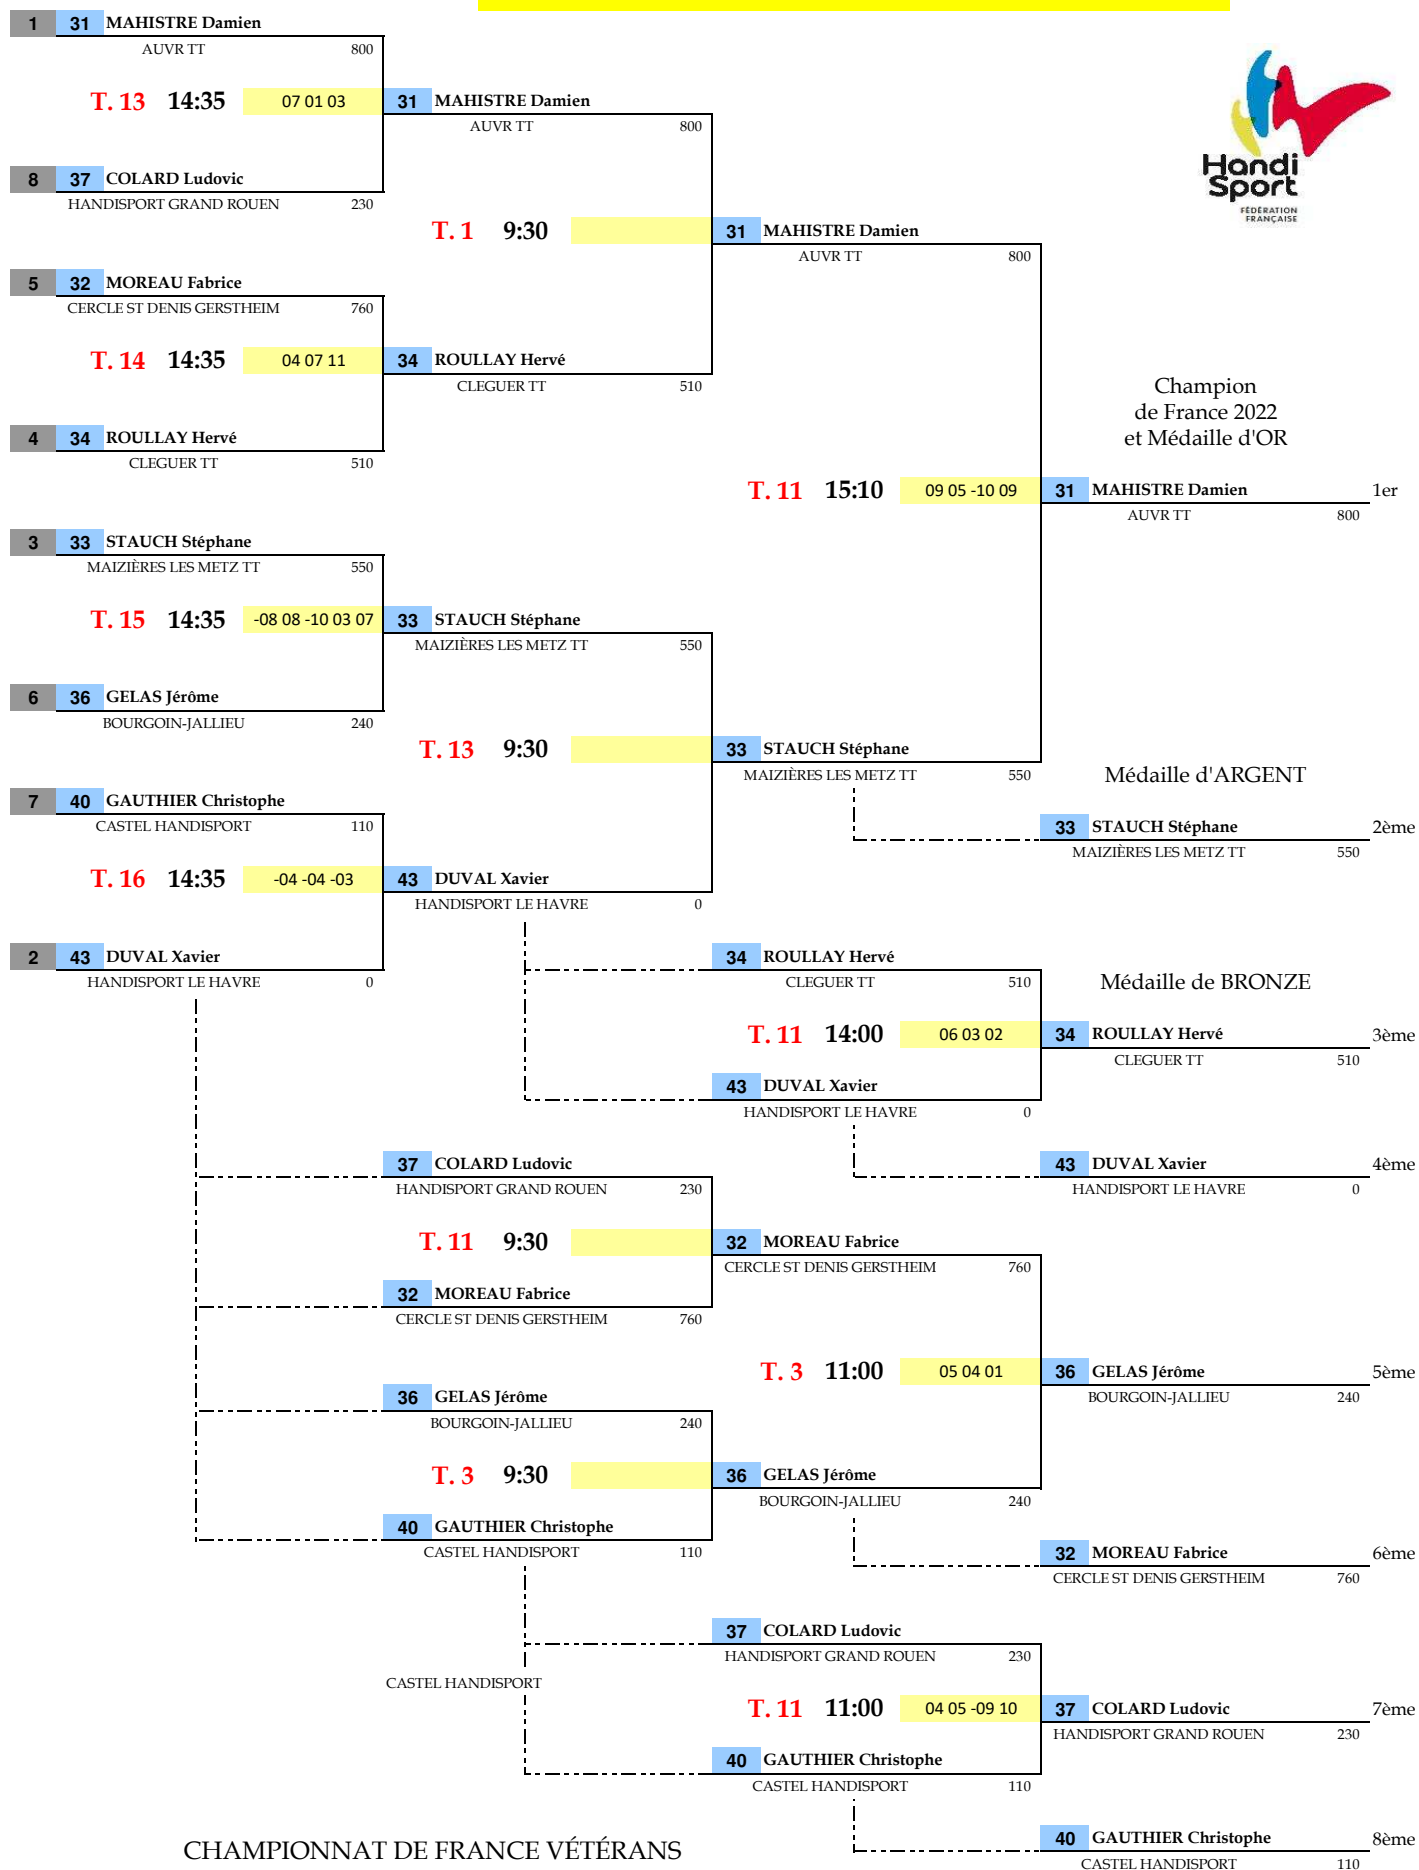 1 31 MAHISTRE Damien
AUVR TT 800
T. 13 14:35 07 01 03 31 MAHISTRE Damien
AUVR TT 800
Handi
Sport
FÉDÉRATION
FRANÇAISE
8 37 COLARD Ludovic
HANDISPORT GRAND ROUEN 230
T. 1 9:30 31 MAHISTRE Damien
AUVR TT 800
5 32 MOREAU Fabrice
CERCLE ST DENIS GERSTHEIM 760
T. 14 14:35 04 07 11 34 ROULLAY Hervé
CLEGUER TT 510
Champion
de France 2022
et Médaille d'OR
4 34 ROULLAY Hervé
CLEGUER TT 510
T. 11 15:10 09 05 -10 09 31 MAHISTRE Damien 1er
AUVR TT 800
3 33 STAUCH Stéphane
MAIZIÈRES LES METZ TT 550
T. 15 14:35 -08 08 -10 03 07 33 STAUCH Stéphane
MAIZIÈRES LES METZ TT 550
6 36 GELAS Jérôme
BOURGOIN-JALLIEU 240
T. 13 9:30 33 STAUCH Stéphane
MAIZIÈRES LES METZ TT 550
Médaille d'ARGENT
7 40 GAUTHIER Christophe
CASTEL HANDISPORT 110
33 STAUCH Stéphane 2ème
MAIZIÈRES LES METZ TT 550
T. 16 14:35 -04 -04 -03 43 DUVAL Xavier
HANDISPORT LE HAVRE 0
2 43 DUVAL Xavier
HANDISPORT LE HAVRE 0
34 ROULLAY Hervé
CLEGUER TT 510
Médaille de BRONZE
T. 11 14:00 06 03 02 34 ROULLAY Hervé 3ème
CLEGUER TT 510
43 DUVAL Xavier
HANDISPORT LE HAVRE 0
37 COLARD Ludovic
HANDISPORT GRAND ROUEN 230
43 DUVAL Xavier 4ème
HANDISPORT LE HAVRE 0
T. 11 9:30 32 MOREAU Fabrice
CERCLE ST DENIS GERSTHEIM 760
32 MOREAU Fabrice
CERCLE ST DENIS GERSTHEIM 760
T. 3 11:00 05 04 01 36 GELAS Jérôme 5ème
BOURGOIN-JALLIEU 240
36 GELAS Jérôme
BOURGOIN-JALLIEU 240
T. 3 9:30 36 GELAS Jérôme
BOURGOIN-JALLIEU 240
40 GAUTHIER Christophe
CASTEL HANDISPORT 110
32 MOREAU Fabrice 6ème
CERCLE ST DENIS GERSTHEIM 760
37 COLARD Ludovic
HANDISPORT GRAND ROUEN 230
CASTEL HANDISPORT
T. 11 11:00 04 05 -09 10 37 COLARD Ludovic 7ème
HANDISPORT GRAND ROUEN 230
40 GAUTHIER Christophe
CASTEL HANDISPORT 110
CHAMPIONNAT DE FRANCE VÉTÉRANS
40 GAUTHIER Christophe 8ème
CASTEL HANDISPORT 110